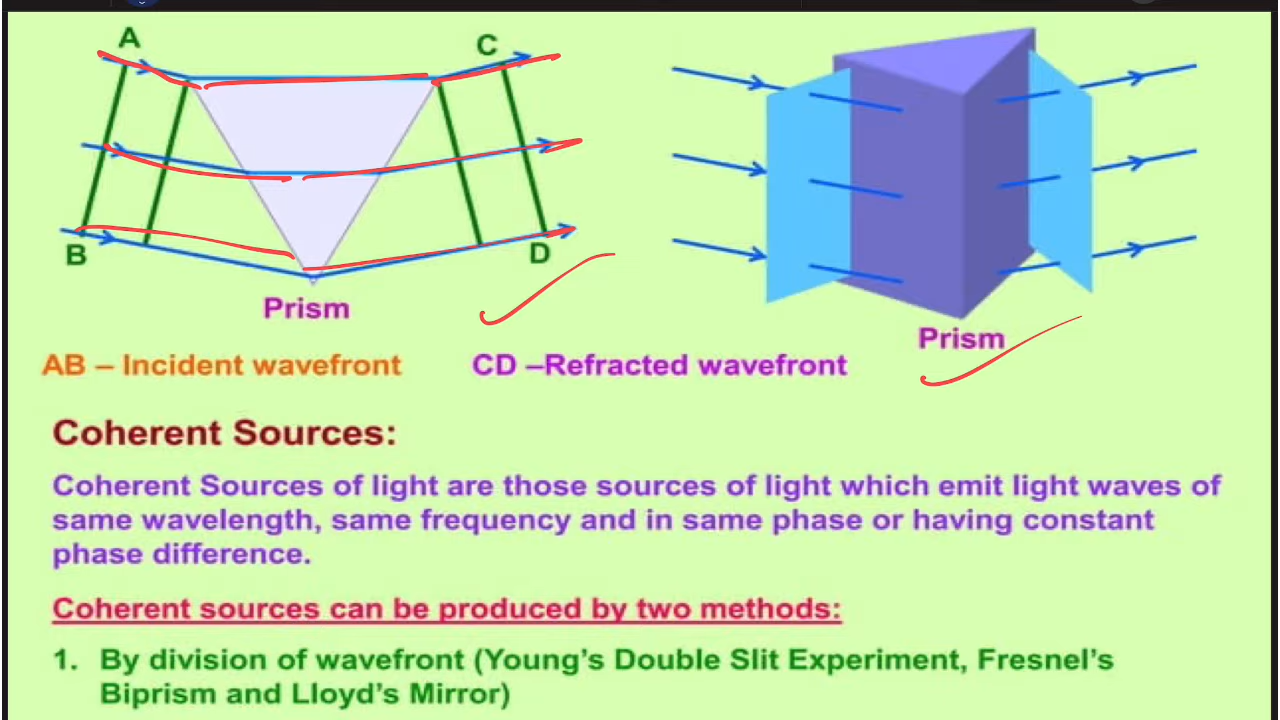 A
C
B
D
Prism
Prism
AB – Incident wavefront
CD –Refracted wavefront
Coherent Sources:
Coherent Sources of light are those sources of light which emit light waves of
same wavelength, same frequency and in same phase or having constant
phase difference.
Coherent sources can be produced by two methods:
1. By division of wavefront (Young’s Double Slit Experiment, Fresnel’s
Biprism and Lloyd’s Mirror)